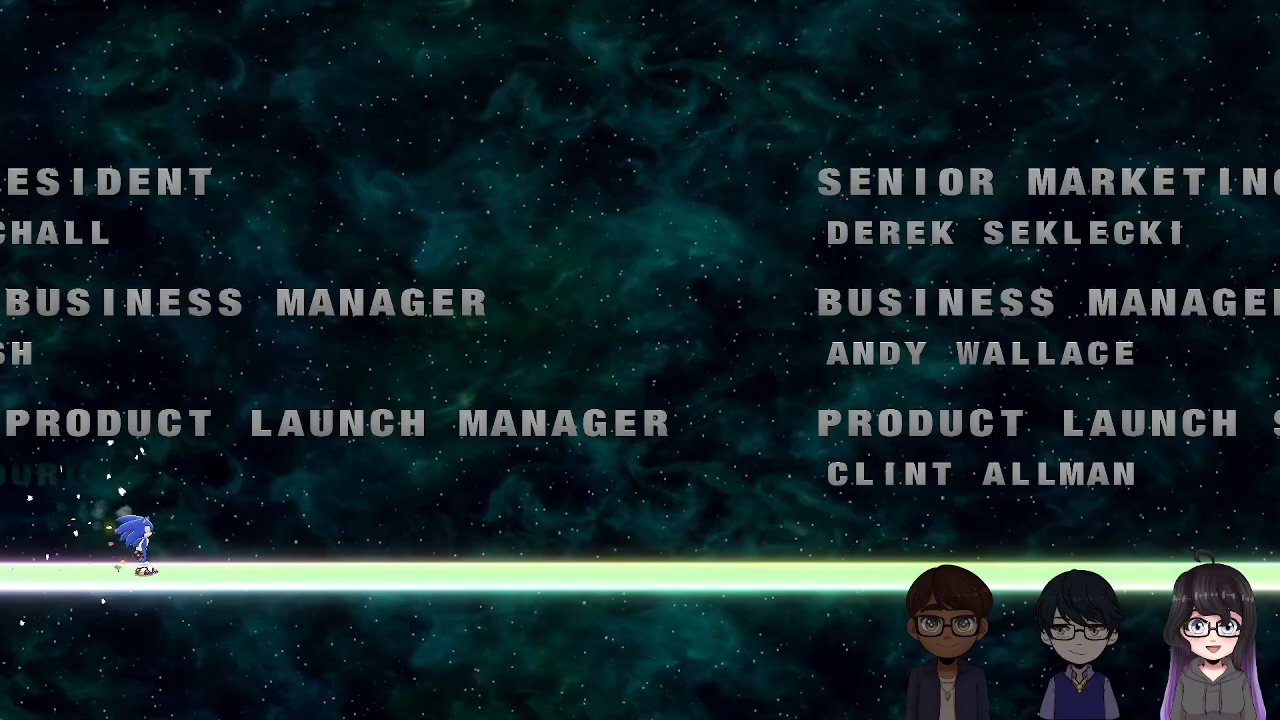 ESIDENT
CHALL
BUSINESS MANAGER
SH
PRODUCT LAUNCH MANAGER
SENIOR MARKETING
DEREK SEKLECKI
BUSINESS MANAGER
ANDY WALLACE
PRODUCT LAUNCH S
CLINT ALLMAN